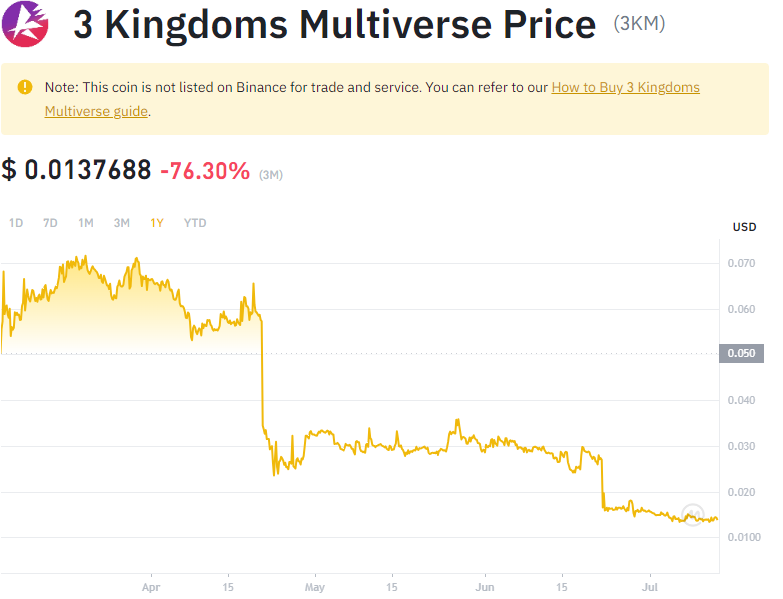 3 Kingdoms Multiverse Price (3KM)
Note: This coin is not listed on Binance for trade and service. You can refer to our How to Buy 3 Kingdoms
Multiverse guide.
$ 0.0137688 -76.30% (3M)
1D 7D 1M 3M 1Y YTD
USD
0.070
0.060
0.050
0.040
0.030
0.020
0.0100
Apr 15 May 15 Jun 15 Jul